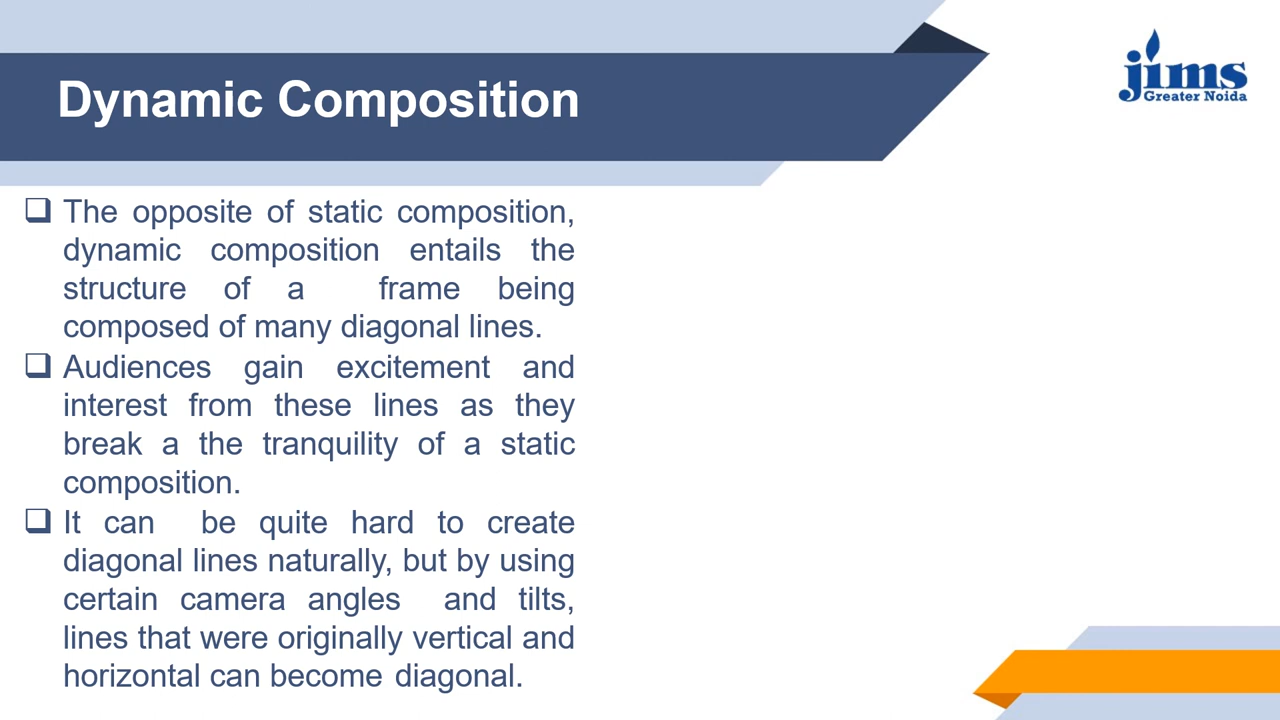 Dynamic Composition
jims
Greater Noida
❑ The opposite of static composition,
dynamic composition entails the
structure of a frame being
composed of many diagonal lines.
❑ Audiences gain excitement and
interest from these lines as they
break a the tranquility of a static
composition.
❑ It can be quite hard to create
diagonal lines naturally, but by using
certain camera angles and tilts,
lines that were originally vertical and
horizontal can become diagonal.